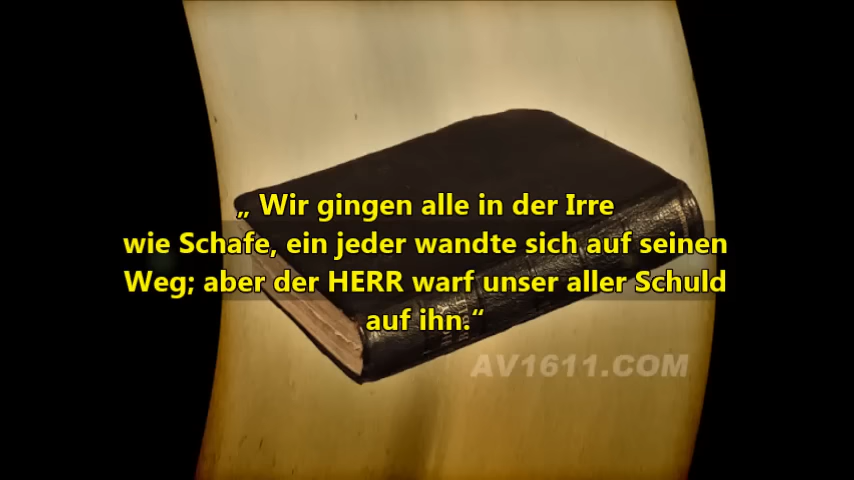 „ Wir gingen alle in der Irre
wie Schafe, ein jeder wandte sich auf seinen
Weg; aber der HERR warf unser aller Schuld
auf ihn.“
AV1611.COM